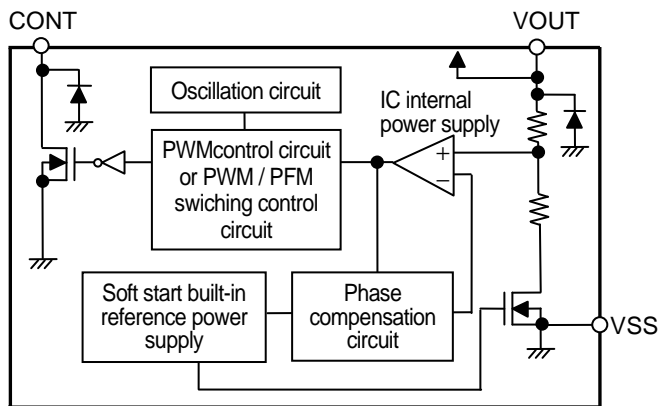 CONT
VOUT
Oscillation circuit
IC internal
power supply
PWMcontrol circuit
or PWM / PFM
swiching control
circuit
+
−
Soft start built-in
reference power
supply
Phase
compensation
circuit
VSS